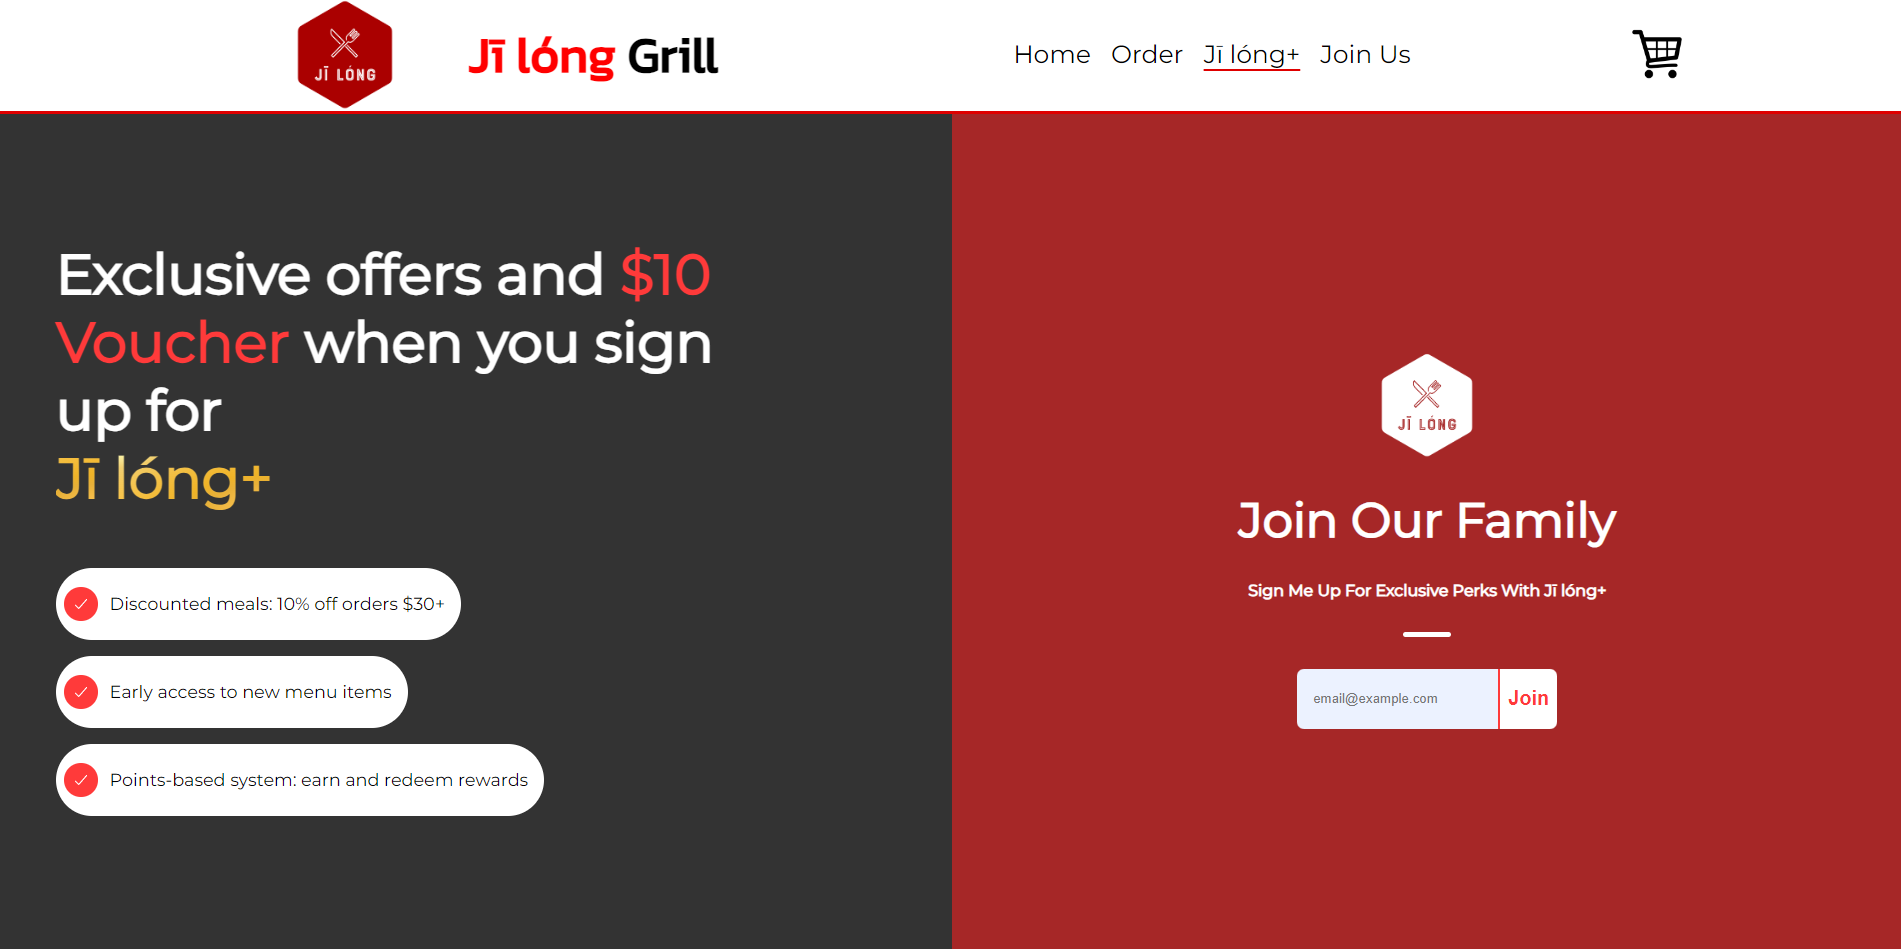 JĪ LÓNG
Jī lóng Grill
Home Order Jī lóng+ Join Us
Exclusive offers and $10
Voucher when you sign
up for
Jī lóng+
Discounted meals: 10% off orders $30+
Early access to new menu items
Points-based system: earn and redeem rewards
JĪ LÓNG
Join Our Family
Sign Me Up For Exclusive Perks With Jī lóng+
email@example.com Join